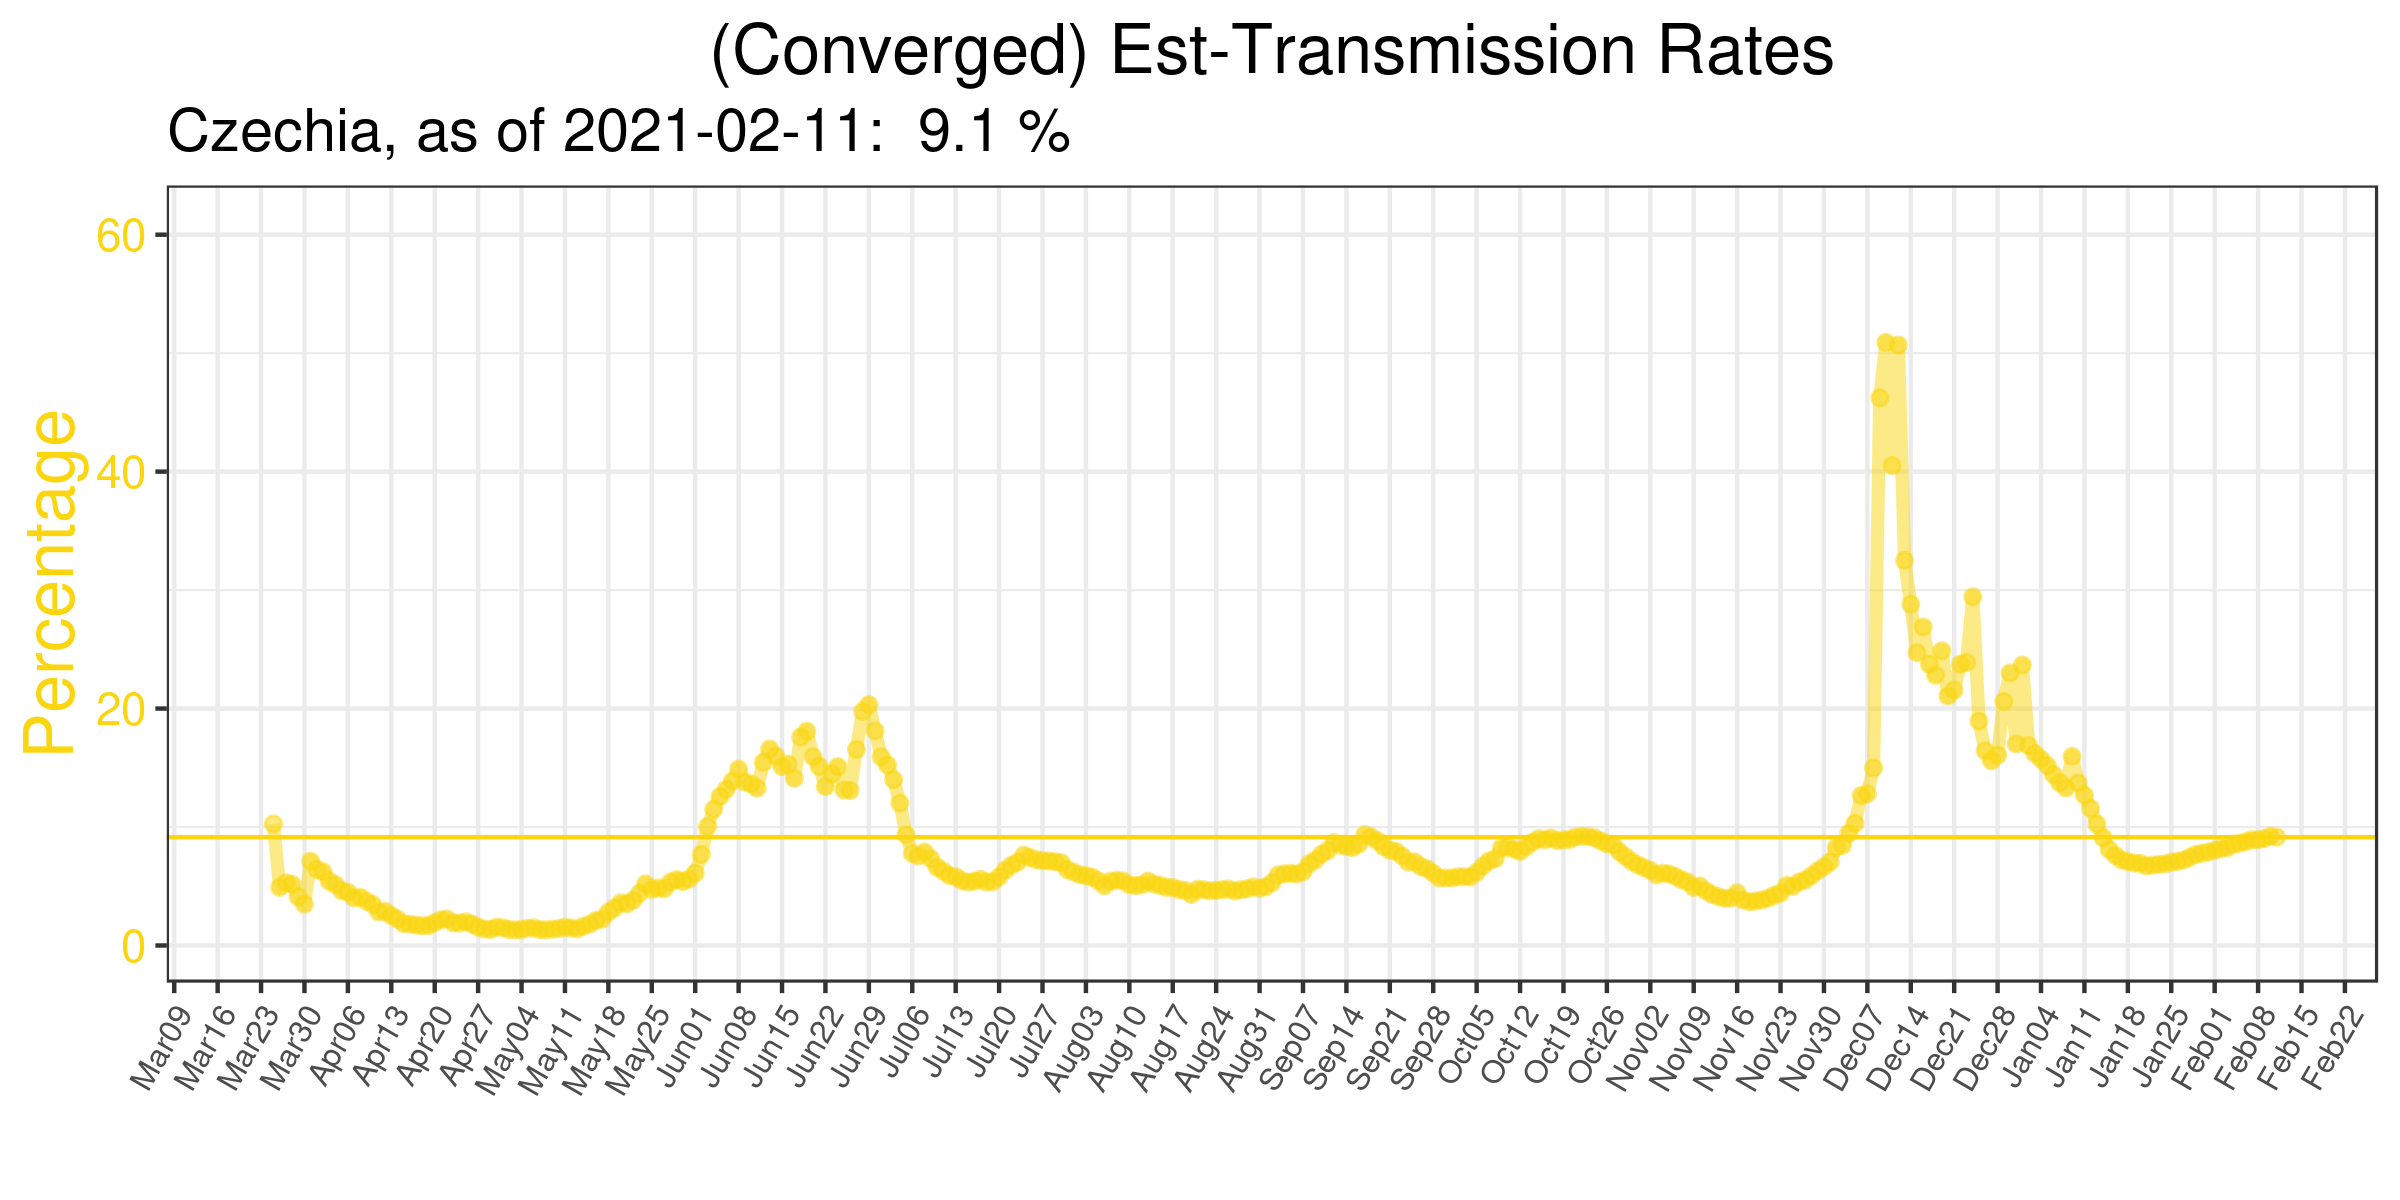 (Converged) Est-Transmission Rates
Czechia, as of 2021-02-11:  9.1 %
Percentage
60
40
20
0
Mar09 Mar16 Mar23 Mar30 Apr06 Apr13 Apr20 Apr27 May04 May11 May18 May25 Jun01 Jun08 Jun15 Jun22 Jun29 Jul06 Jul13 Jul20 Jul27 Aug03 Aug10 Aug17 Aug24 Aug31 Sep07 Sep14 Sep21 Sep28 Oct05 Oct12 Oct19 Oct26 Nov02 Nov09 Nov16 Nov23 Nov30 Dec07 Dec14 Dec21 Dec28 Jan04 Jan11 Jan18 Jan25 Feb01 Feb08 Feb15 Feb22